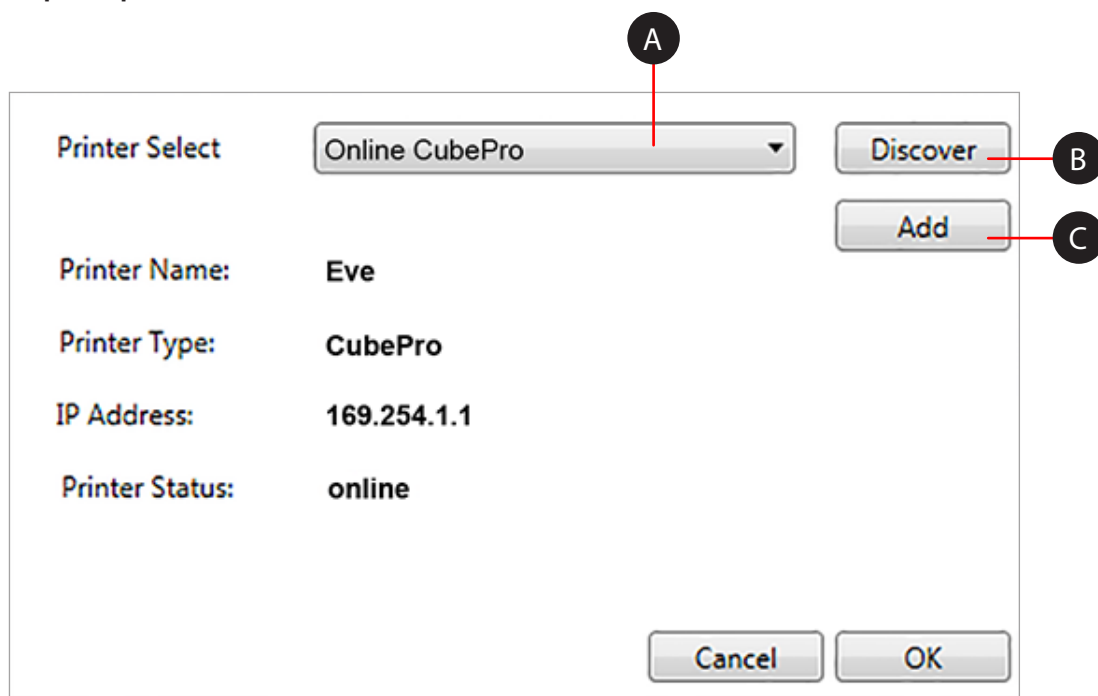 A
Printer Select Online CubePro Discover B
Add C
Printer Name: Eve
Printer Type: CubePro
IP Address: 169.254.1.1
Printer Status: online
Cancel OK